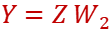 Y = Z W₂